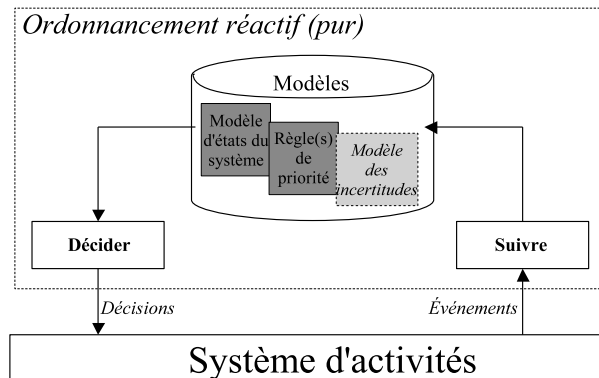 Ordonnancement réactif (pur)
Modèles
Modèle
d'états du
système
Règle(s)
de
priorité
Modèle
des
incertitudes
Décider
Suivre
Décisions
Événements
Système d'activités